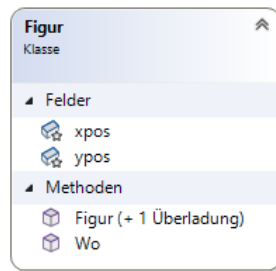 Figur
Klasse
Felder
xpos
ypos
Methoden
Figur (+ 1 Überladung)
Wo